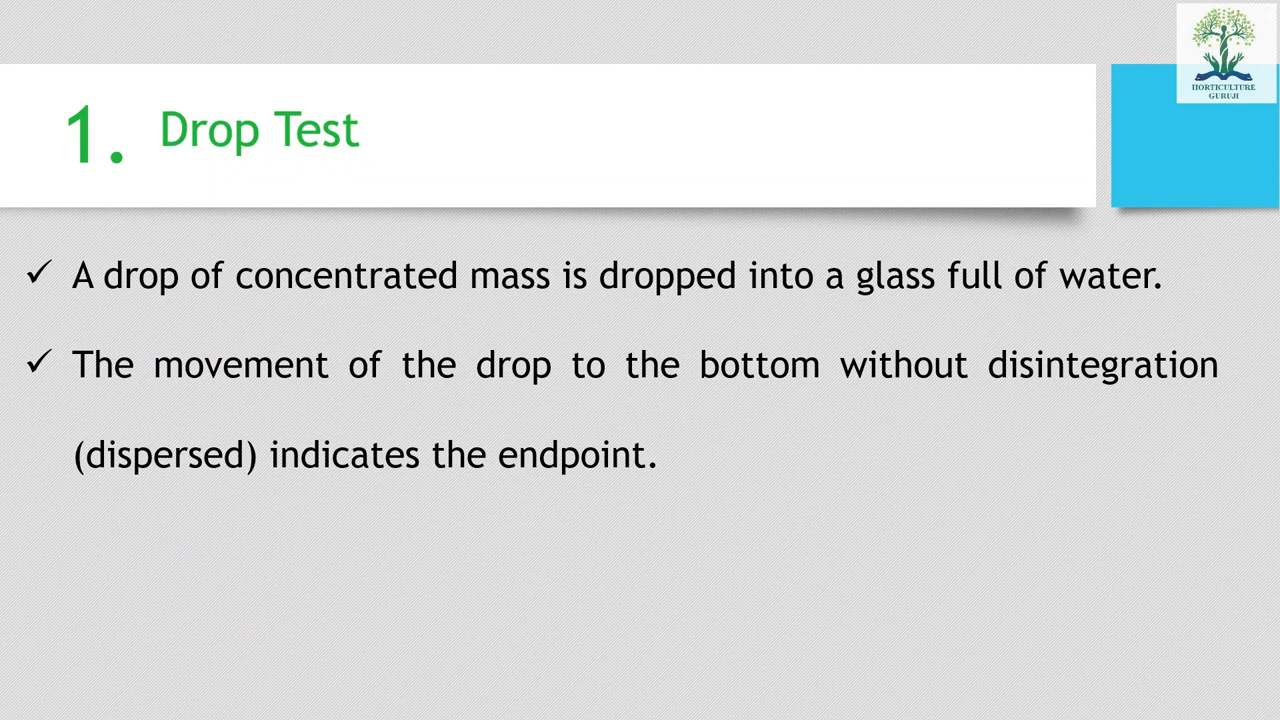 HORTICULTURE
GURUJI
1. Drop Test
✓ A drop of concentrated mass is dropped into a glass full of water.
✓ The movement of the drop to the bottom without disintegration
(dispersed) indicates the endpoint.